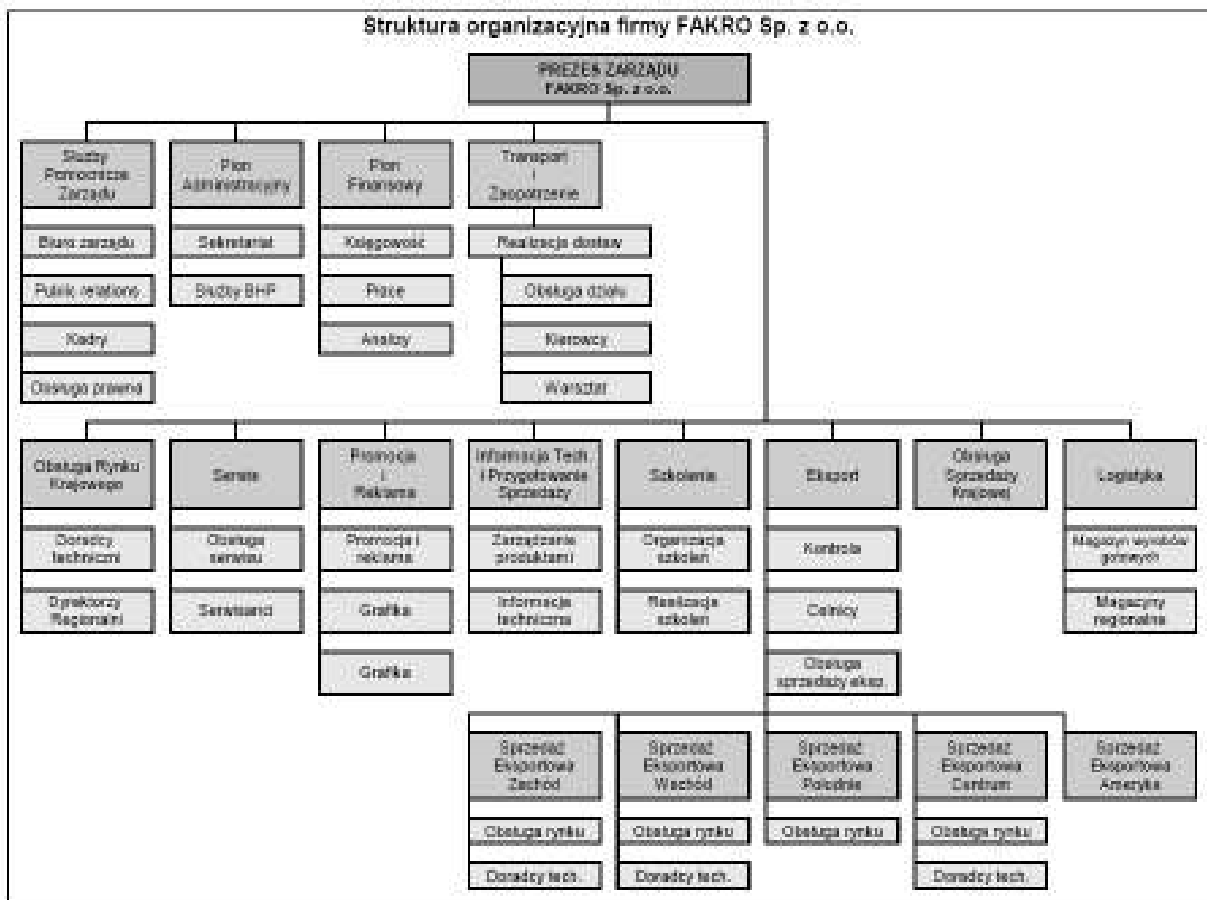 Struktura organizacyjna firmy FAKRO Sp. z o.o.
PREZES ZARZĄDU
FAKRO Sp. z o.o.
Służby
Pomocnicze
Zarządu
Pion
Administracyjny
Pion
Finansowy
Transport
i
Zaopatrzenie
Biuro zarządu
Sekretariat
Księgowość
Realizacja dostaw
Public relations
Służby BHP
Płace
Obsługa działu
Kadry
Analizy
Kierowcy
Obsługa prawna
Warsztat
Obsługa Rynku
Krajowego
Serwis
Promocja
i
Reklama
Informacja Tech.
i Przygotowanie
Sprzedaży
Szkolenia
Eksport
Obsługa
Sprzedaży
Krajowej
Logistyka
Doradcy
techniczni
Obsługa
serwisu
Promocja i
reklama
Zarządzanie
produktami
Organizacja
szkoleń
Kontrola
Magazyn wyrobów
gotowych
Dyrektorzy
Regionalni
Serwisanci
Grafika
Informacja
techniczna
Realizacja
szkoleń
Celnicy
Magazyny
regionalne
Grafika
Obsługa
sprzedaży eksp.
Sprzedaż
Eksportowa
Zachód
Sprzedaż
Eksportowa
Wschód
Sprzedaż
Eksportowa
Południe
Sprzedaż
Eksportowa
Centrum
Sprzedaż
Eksportowa
Ameryka
Obsługa rynku
Obsługa rynku
Obsługa rynku
Obsługa rynku
Doradcy tech.
Doradcy tech.
Doradcy tech.